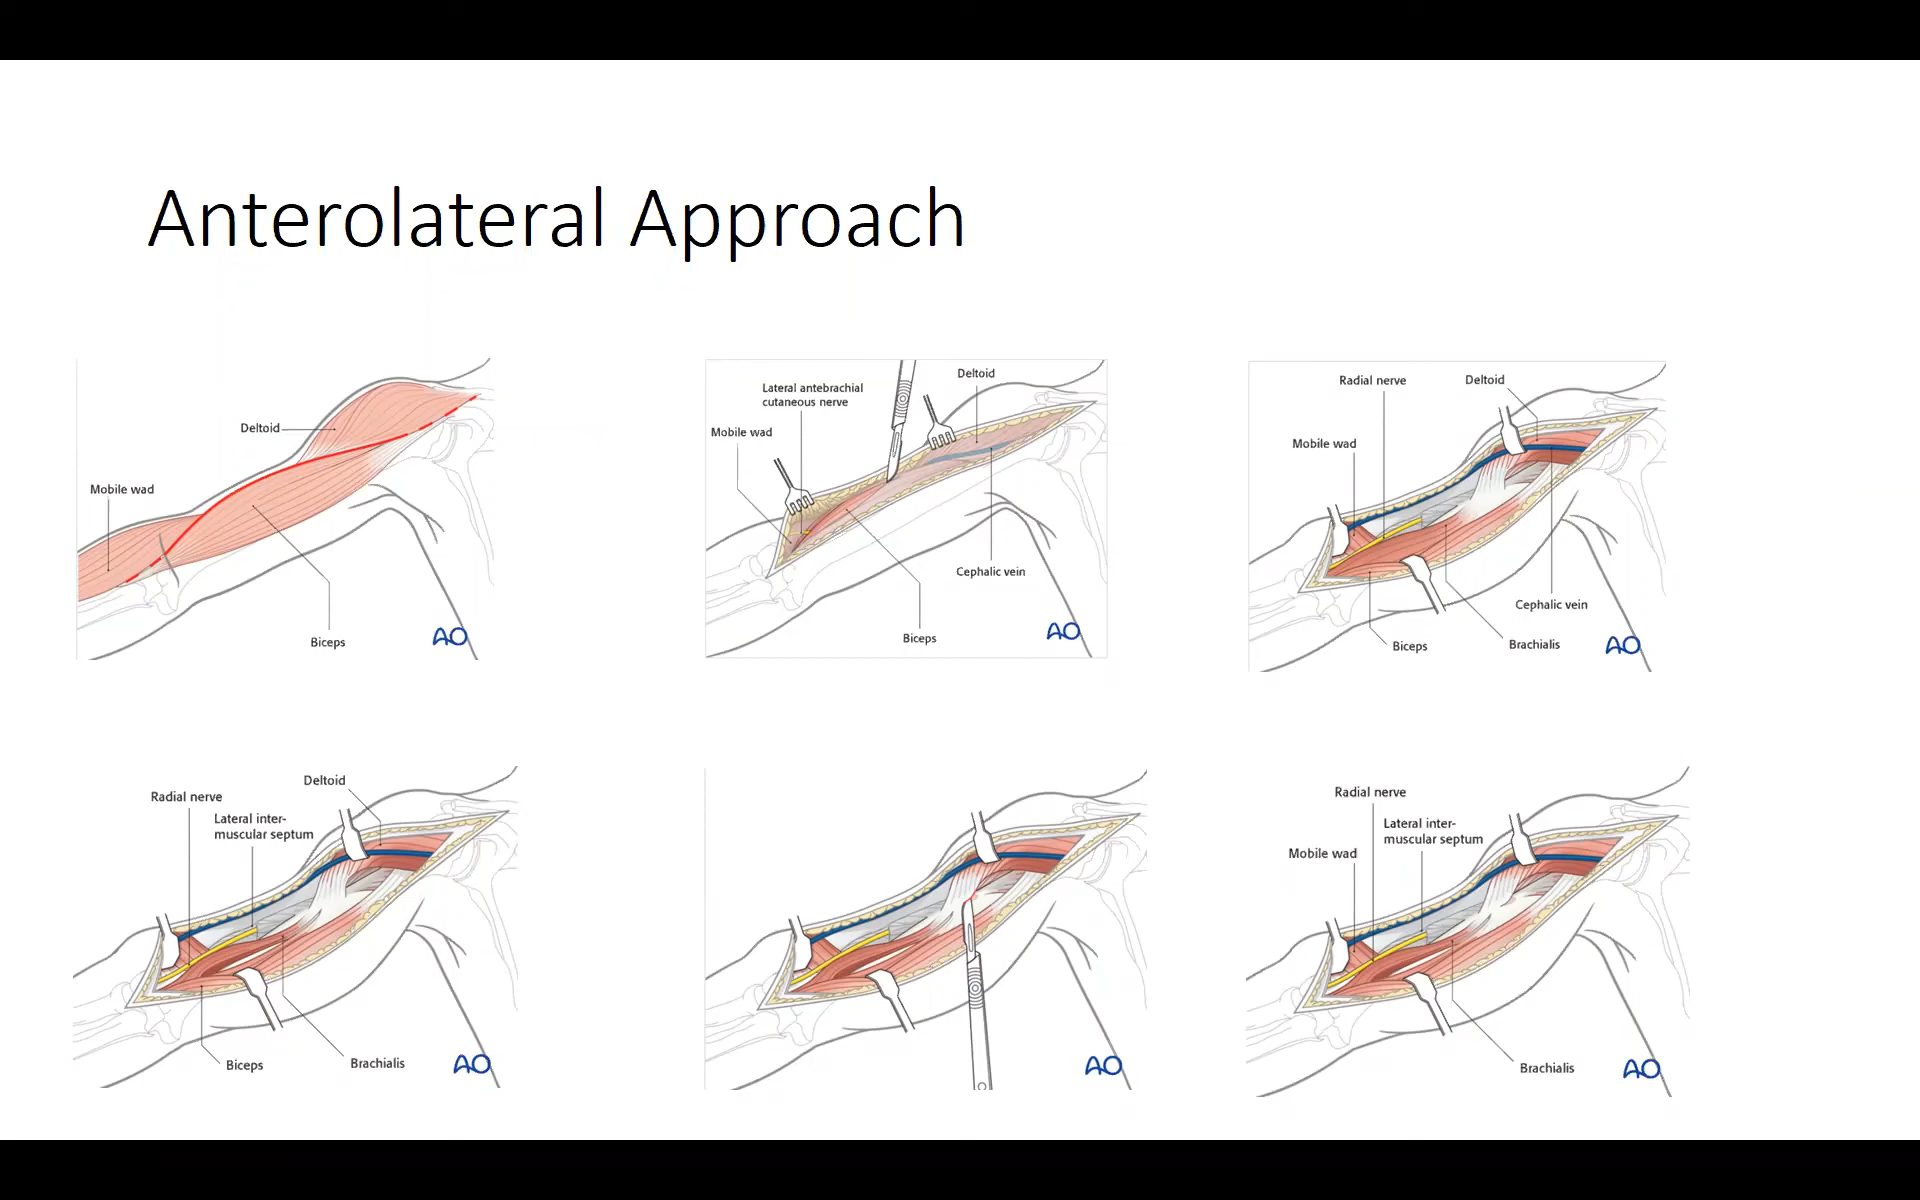 Anterolateral Approach
Deltoid
Mobile wad
Biceps
AO
Deltoid
Lateral antebrachial
cutaneous nerve
Mobile wad
Cephalic vein
Biceps
AO
Radial nerve
Deltoid
Mobile wad
Cephalic vein
Biceps
Brachialis
AO
Deltoid
Radial nerve
Lateral inter-
muscular septum
Biceps
Brachialis
AO
AO
Radial nerve
Lateral inter-
muscular septum
Mobile wad
Brachialis
AO